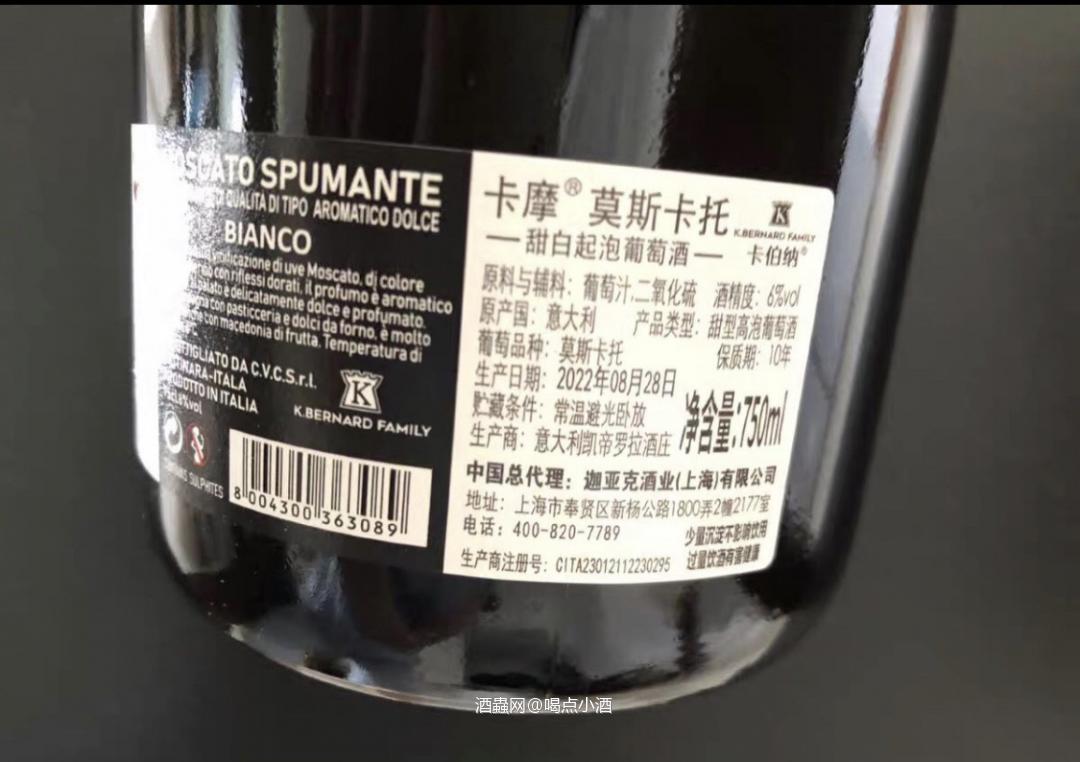 SCATO SPUMANTE
QUALITÀ DI TIPO AROMATICO DOLCE
BIANCO
vinificazione di uve Moscato, di colore
con riflessi dorati, il profumo è aromatico
palato è delicatamente dolce e profumato.
con pasticceria e dolci da forno, e molto
che con macedonia di frutta. Temperatura di
TIGLIATO DA C.V.C.S.r.l.
MARA-ITALA
DOTTO IN ITALIA
%vol
K
K.BERNARD FAMILY
SULPHITES
8 004300 363089
卡摩® 莫斯卡托
K
K.BERNARD FAMILY
—甜白起泡葡萄酒— 卡伯纳®
原料与辅料：葡萄汁,二氧化硫 酒精度：6%vol
原产国：意大利 产品类型：甜型高泡葡萄酒
葡萄品种：莫斯卡托 保质期：10年
生产日期：2022年08月28日
贮藏条件：常温避光卧放 净含量:750ml
生产商：意大利凯帝罗拉酒庄
中国总代理：迦亚克酒业(上海)有限公司
地址：上海市奉贤区新杨公路1800弄2幢2177室
电话：400-820-7789 少量沉淀不影响饮用
过量饮酒有害健康
生产商注册号：CITA23012112230295
酒蟲网@喝点小酒